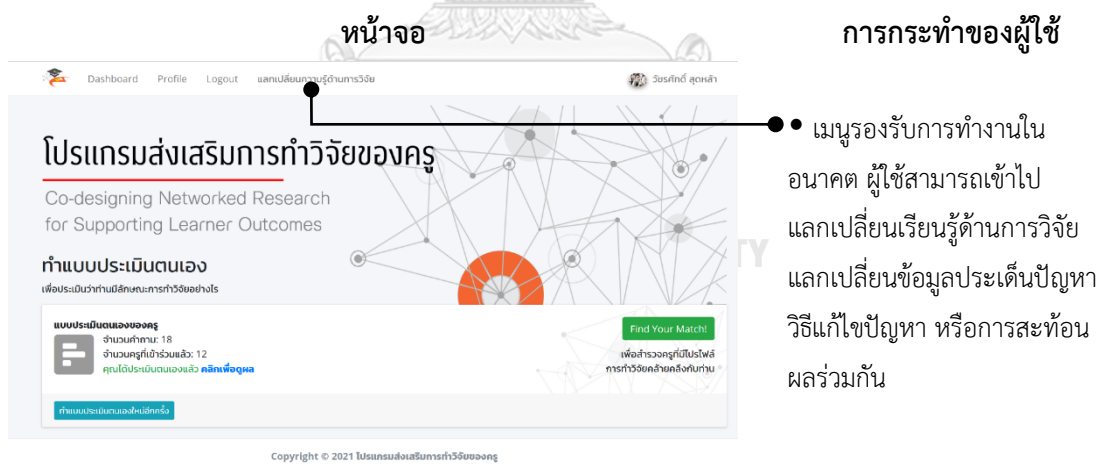 หน้าจอ
การกระทำของผู้ใช้
Dashboard Profile Logout แลกเปลี่ยนความรู้ด้านการวิจัย
วัชรศักดิ์ สุดหล้า
โปรแกรมส่งเสริมการทำวิจัยของครู
Co-designing Networked Research
for Supporting Learner Outcomes
ทำแบบประเมินตนเอง
เพื่อประเมินว่าท่านมีลักษณะการทำวิจัยอย่างไร
แบบประเมินตนเองของครู
จำนวนคำถาม: 18
จำนวนครูที่เข้าร่วมแล้ว: 12
คุณได้ประเมินตนเองแล้ว คลิกเพื่อดูผล
Find Your Match!
เพื่อสำรวจครูที่มีโปรไฟล์
การทำวิจัยคล้ายคลึงกับท่าน
ทำแบบประเมินตนเองใหม่อีกครั้ง
Copyright © 2021 โปรแกรมส่งเสริมการทำวิจัยของครู
• เมนูรองรับการทำงานใน
อนาคต ผู้ใช้สามารถเข้าไป
แลกเปลี่ยนเรียนรู้ด้านการวิจัย
แลกเปลี่ยนข้อมูลประเด็นปัญหา
วิธีแก้ไขปัญหา หรือการสะท้อน
ผลร่วมกัน
TY